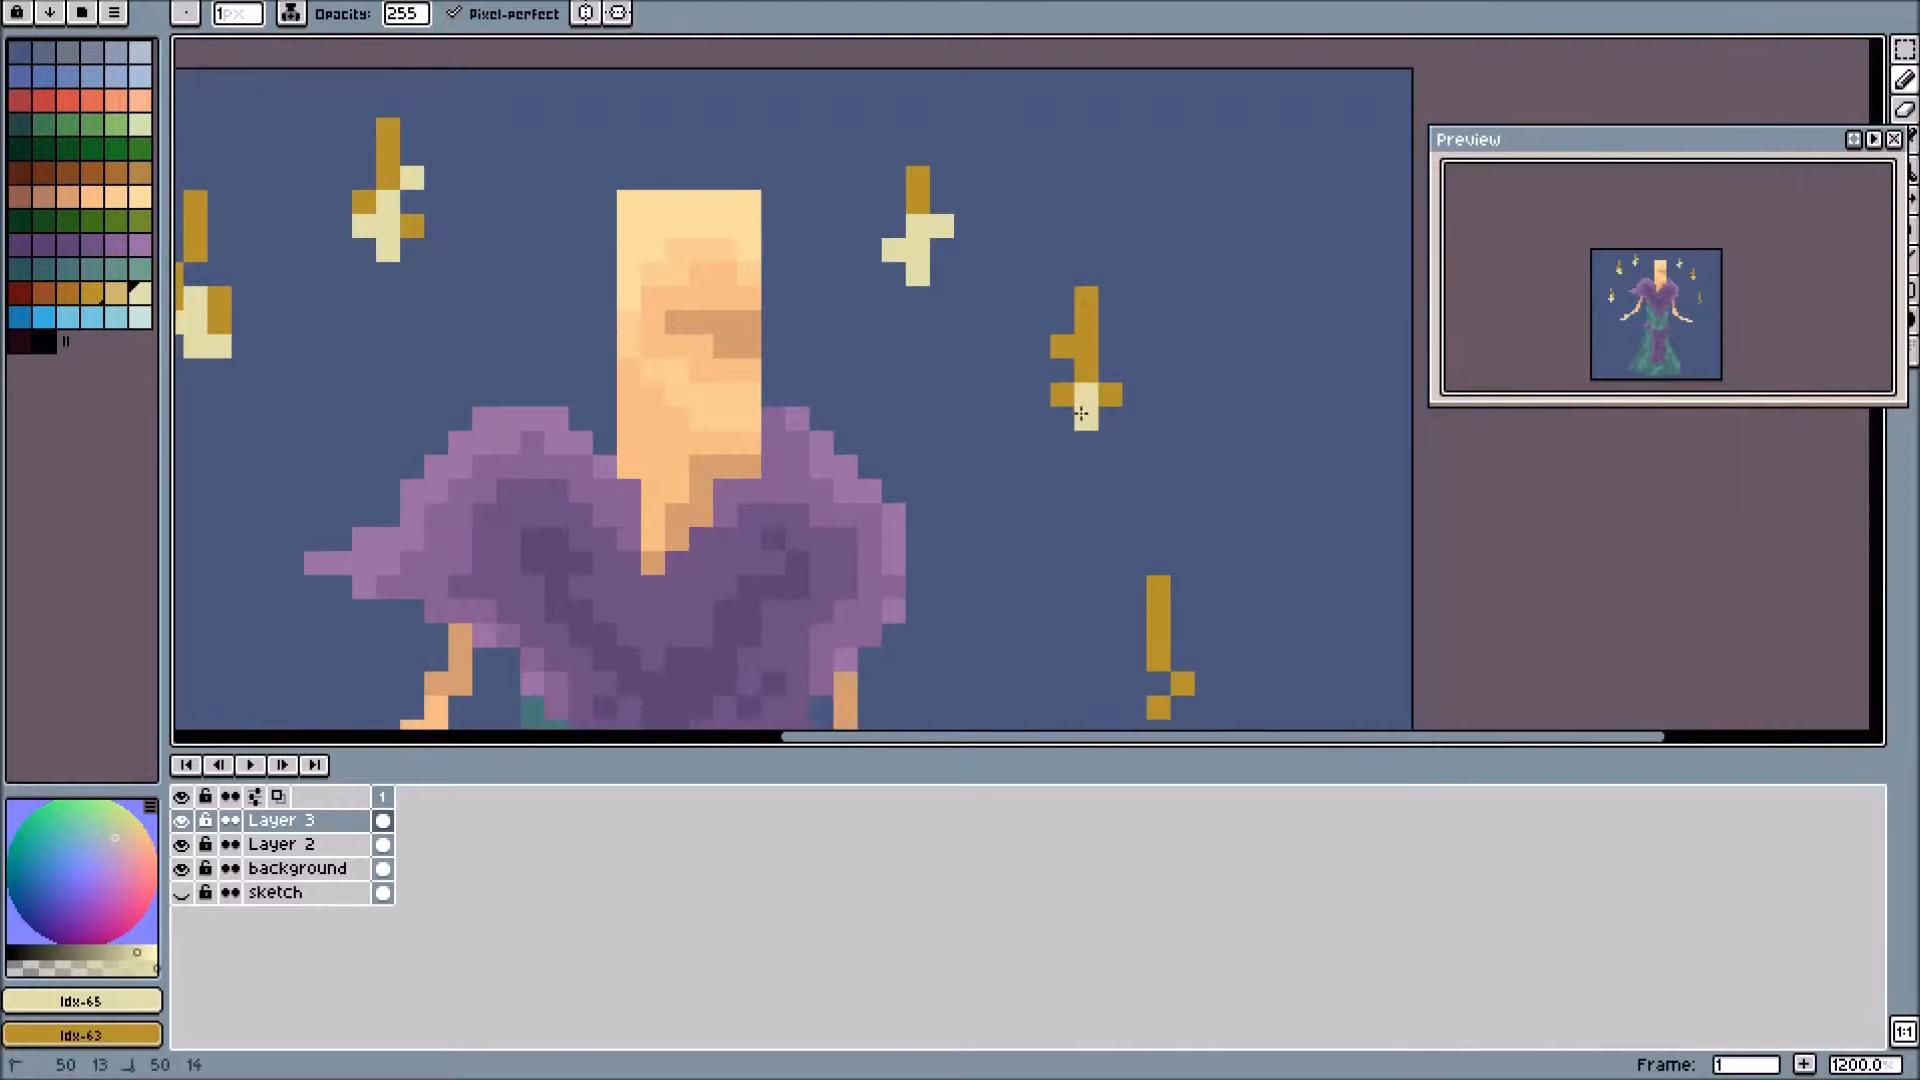 1px Opacity: 255 Pixel-perfect
Preview
1
Layer 3
Layer 2
background
sketch
Idx-65
Idx-63
50 13 50 14
Frame: 1 1200.0%
1:1